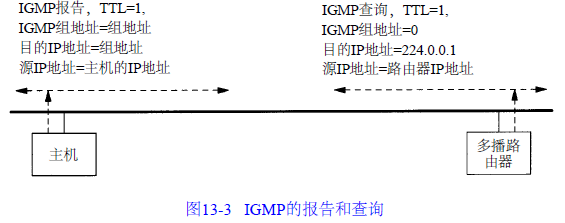 IGMP报告，TTL=1,
IGMP组地址=组地址
目的IP地址=组地址
源IP地址=主机的IP地址
IGMP查询，TTL=1,
IGMP组地址=0
目的IP地址=224.0.0.1
源IP地址=路由器IP地址
主机
多播路
由器
图13-3 IGMP的报告和查询